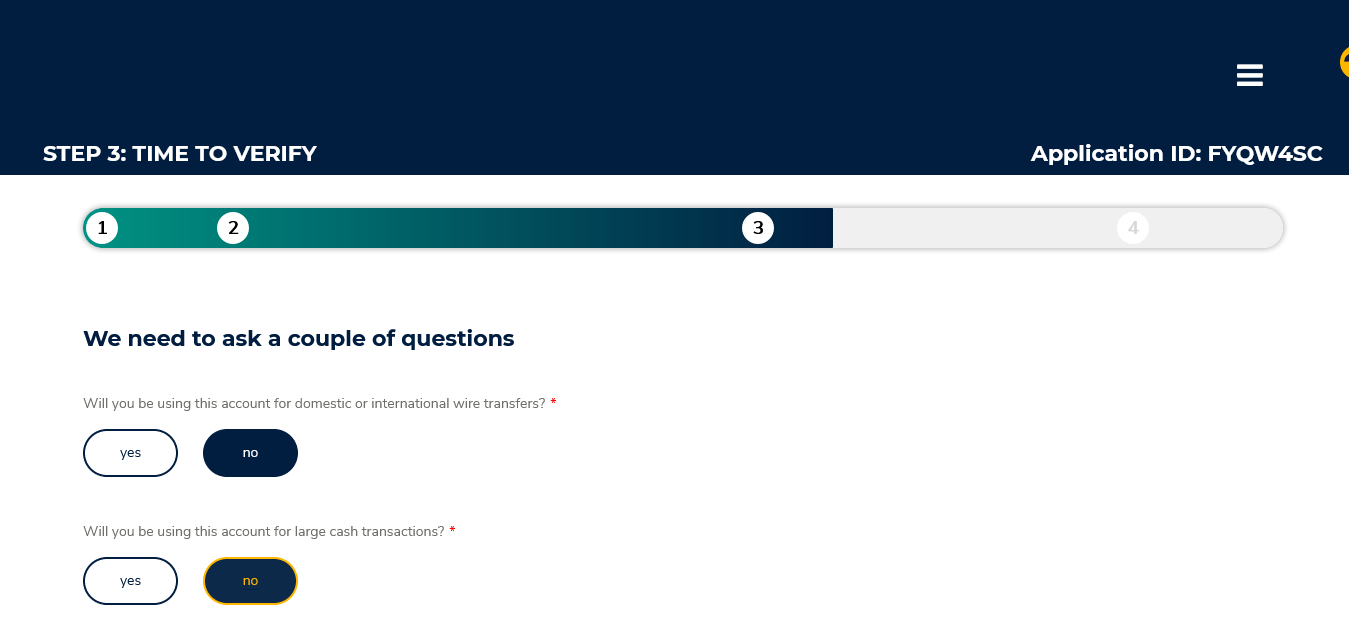 STEP 3: TIME TO VERIFY
Application ID: FYQW4SC
1 2 3 4
We need to ask a couple of questions
Will you be using this account for domestic or international wire transfers? *
yes no
Will you be using this account for large cash transactions? *
yes no